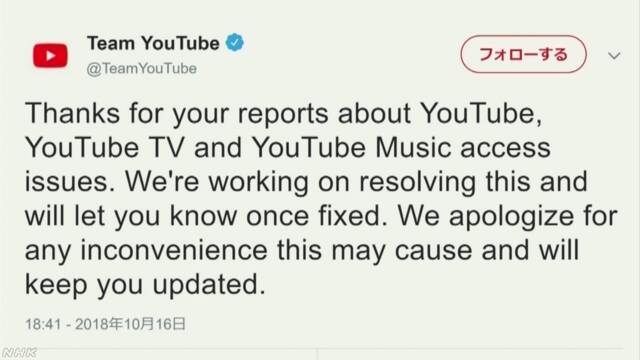 Team YouTube
@TeamYouTube
フォローする
Thanks for your reports about YouTube,
YouTube TV and YouTube Music access
issues. We're working on resolving this and
will let you know once fixed. We apologize for
any inconvenience this may cause and will
keep you updated.
18:41 - 2018年10月16日
NHK